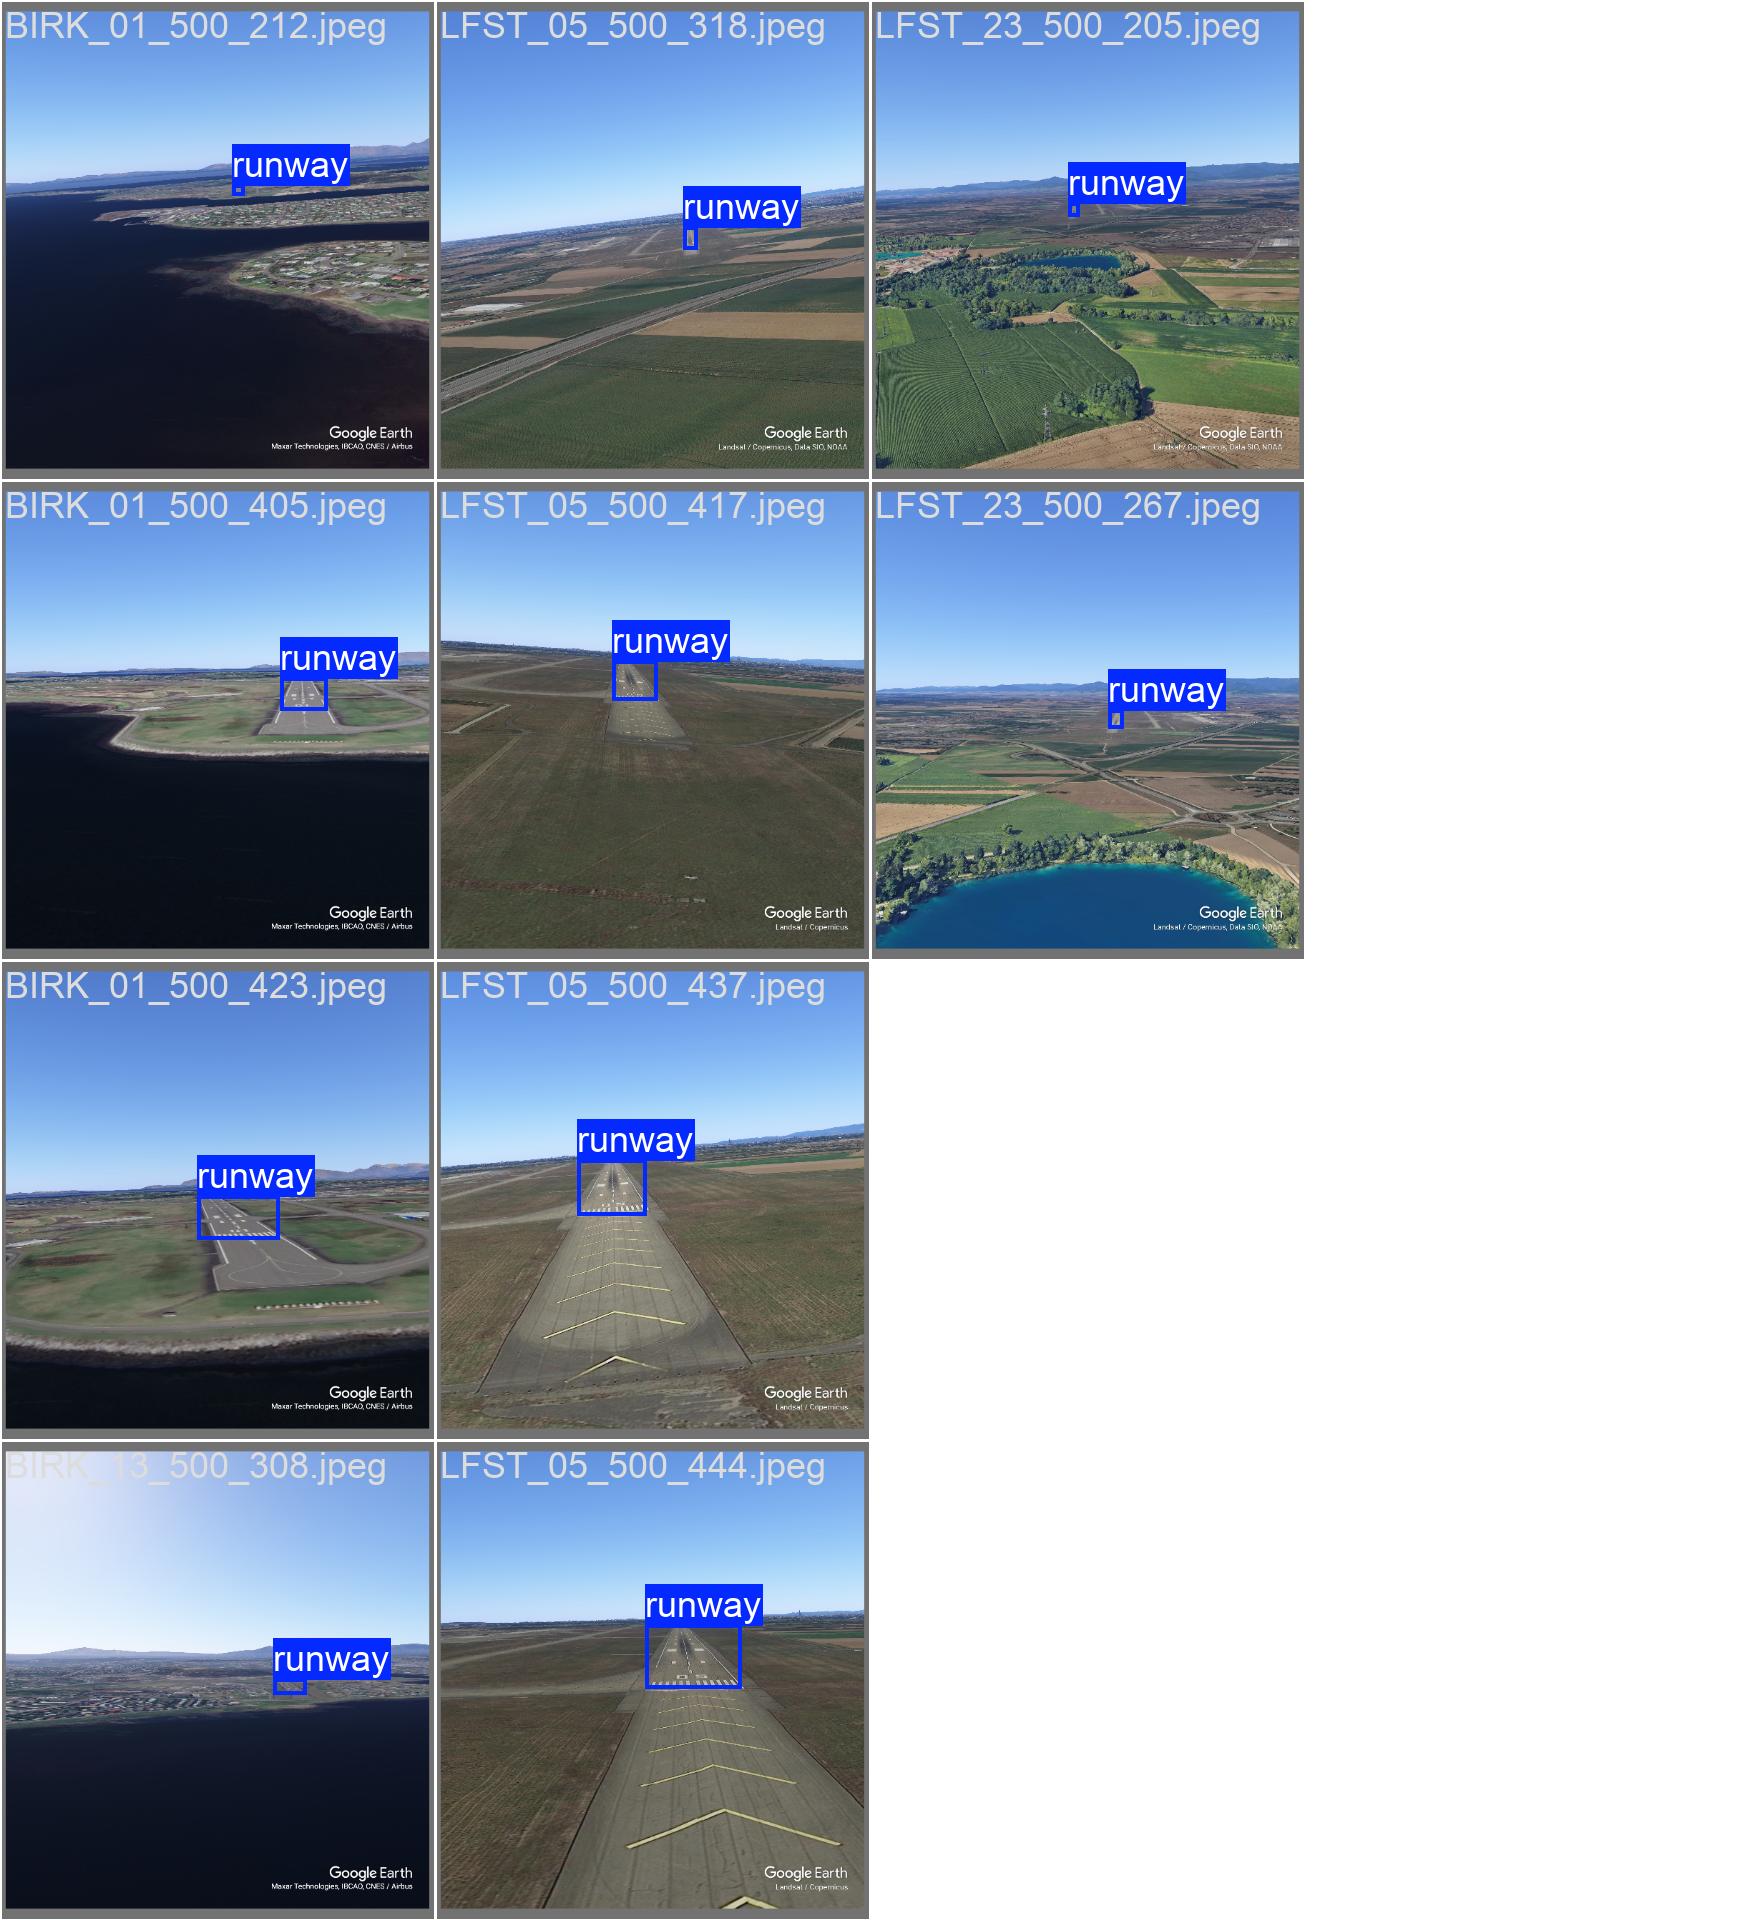 BIRK_01_500_212.jpeg
runway
Google Earth
Maxar Technologies, IBCAO, CNES / Airbus
LFST_05_500_318.jpeg
runway
Google Earth
Landsat / Copernicus, Data SIO, NOAA
LFST_23_500_205.jpeg
runway
Google Earth
Landsat / Copernicus, Data SIO, NOAA
BIRK_01_500_405.jpeg
runway
Google Earth
Maxar Technologies, IBCAO, CNES / Airbus
LFST_05_500_417.jpeg
runway
Google Earth
Landsat / Copernicus
LFST_23_500_267.jpeg
runway
Google Earth
Landsat / Copernicus, Data SIO, NOAA
BIRK_01_500_423.jpeg
runway
Google Earth
Maxar Technologies, IBCAO, CNES / Airbus
LFST_05_500_437.jpeg
runway
Google Earth
Landsat / Copernicus
BIRK_13_500_308.jpeg
runway
Google Earth
Maxar Technologies, IBCAO, CNES / Airbus
LFST_05_500_444.jpeg
runway
05
Google Earth
Landsat / Copernicus